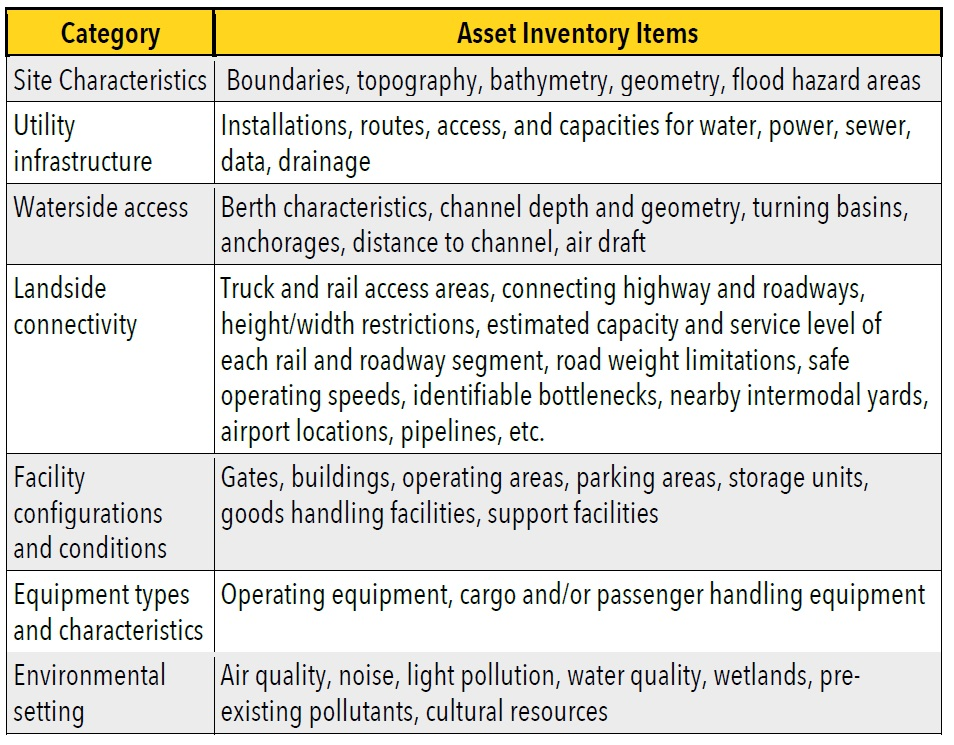 Category
Asset Inventory Items
Site Characteristics
Boundaries, topography, bathymetry, geometry, flood hazard areas
Utility
infrastructure
Installations, routes, access, and capacities for water, power, sewer,
data, drainage
Waterside access
Berth characteristics, channel depth and geometry, turning basins,
anchorages, distance to channel, air draft
Landside
connectivity
Truck and rail access areas, connecting highway and roadways,
height/width restrictions, estimated capacity and service level of
each rail and roadway segment, road weight limitations, safe
operating speeds, identifiable bottlenecks, nearby intermodal yards,
airport locations, pipelines, etc.
Facility
configurations
and conditions
Gates, buildings, operating areas, parking areas, storage units,
goods handling facilities, support facilities
Equipment types
and characteristics
Operating equipment, cargo and/or passenger handling equipment
Environmental
setting
Air quality, noise, light pollution, water quality, wetlands, pre-
existing pollutants, cultural resources